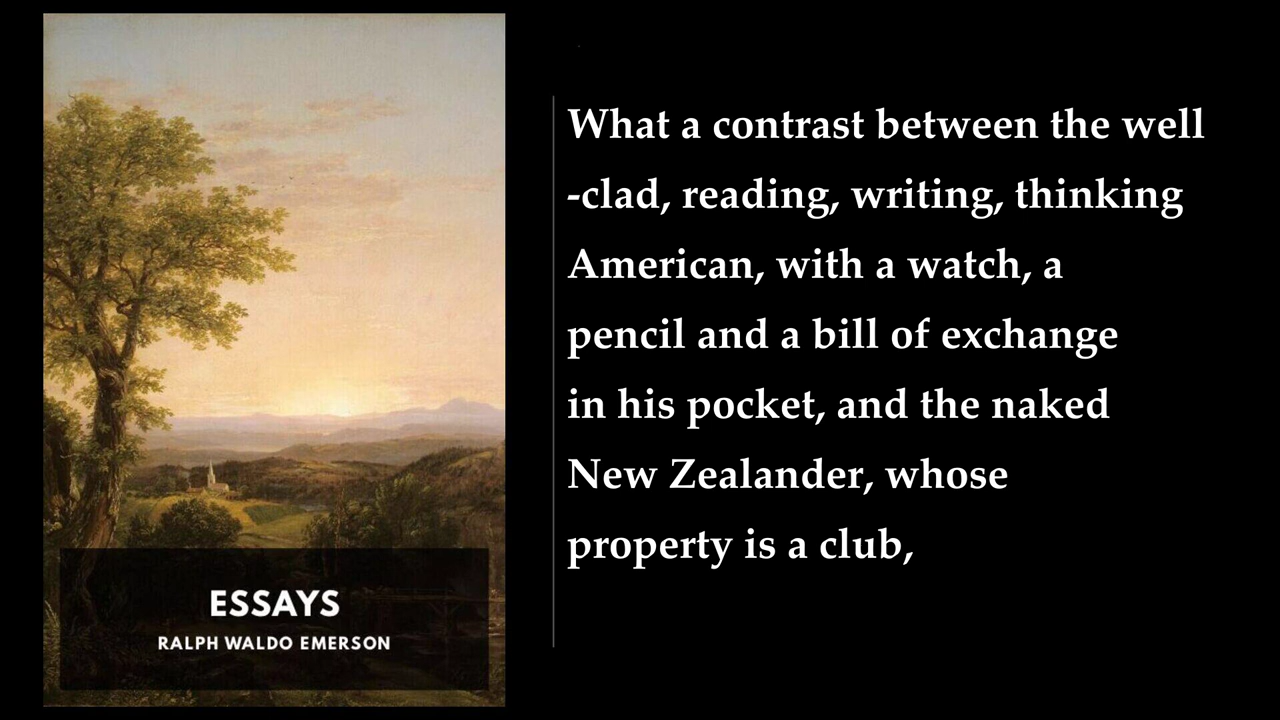 What a contrast between the well
-clad, reading, writing, thinking
American, with a watch, a
pencil and a bill of exchange
in his pocket, and the naked
New Zealander, whose
property is a club,
ESSAYS
RALPH WALDO EMERSON